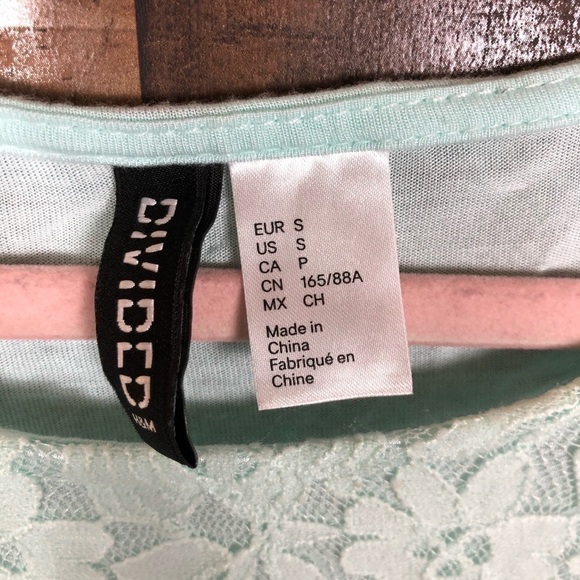 DIVIDED
H&M
EUR S
US S
CA P
CN 165/88A
MX CH
Made in
China
Fabriqué en
Chine